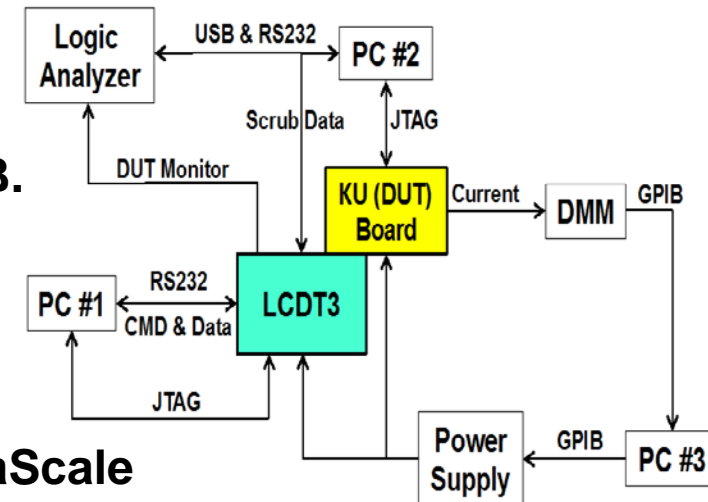 Logic
Analyzer
USB & RS232
PC #2
Scrub Data
JTAG
DUT Monitor
KU (DUT)
Board
Current
DMM
GPIB
PC #1
RS232
CMD & Data
LCDT3
JTAG
Power
Supply
GPIB
PC #3